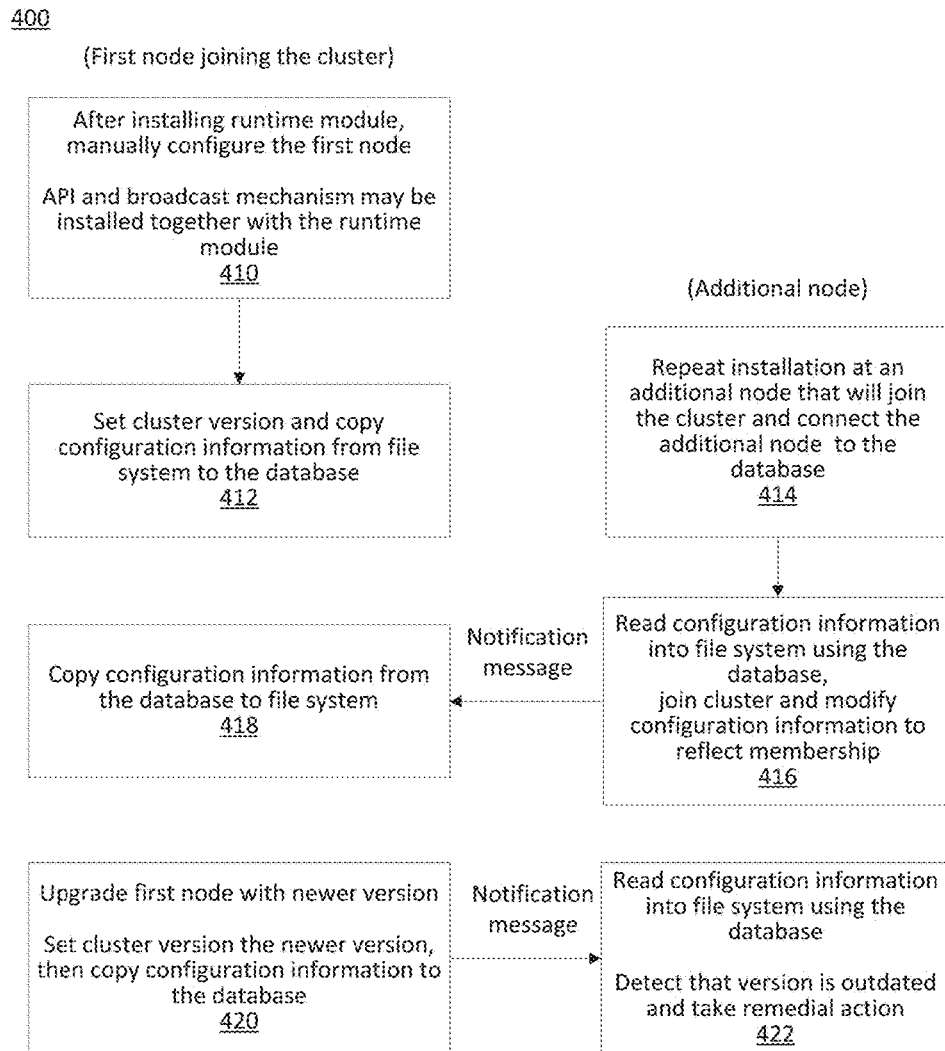 400
(First node joining the cluster)
After installing runtime module,
manually configure the first node
API and broadcast mechanism may be
installed together with the runtime
module
410
(Additional node)
Repeat installation at an
additional node that will join
the cluster and connect the
additional node to the
database
414
Set cluster version and copy
configuration information from file
system to the database
412
Read configuration information
into file system using the
database,
join cluster and modify
configuration information to
reflect membership
416
Notification
message
Copy configuration information from
the database to file system
418
Upgrade first node with newer version
Set cluster version the newer version,
then copy configuration information to
the database
420
Notification
message
Read configuration information
into file system using the
database
Detect that version is outdated
and take remedial action
422